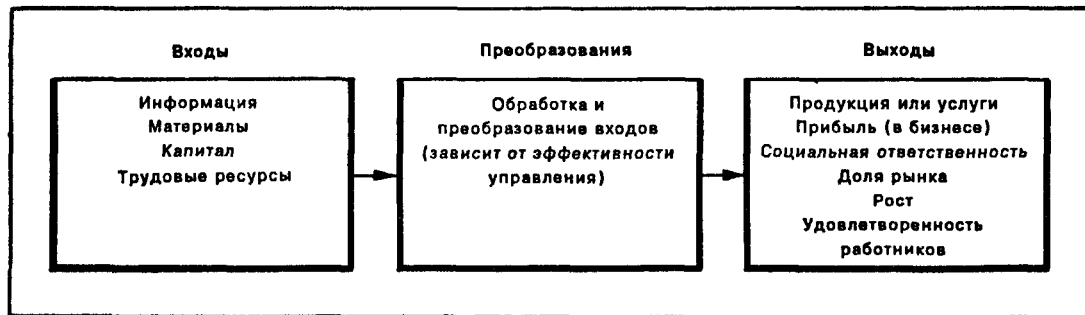 Входы
Информация
Материалы
Капитал
Трудовые ресурсы
Преобразования
Обработка и
преобразование входов
(зависит от эффективности
управления)
Выходы
Продукция или услуги
Прибыль (в бизнесе)
Социальная ответственность
Доля рынка
Рост
Удовлетворенность
работников